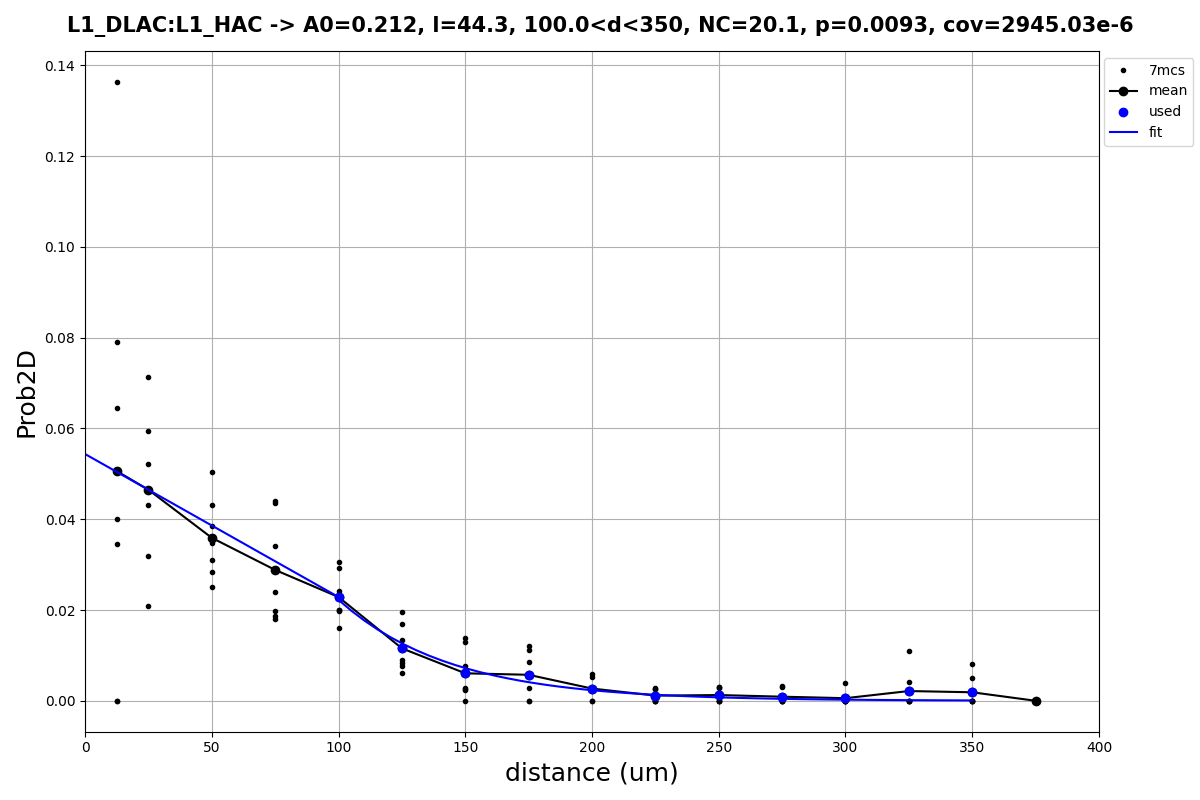 L1_DLAC:L1_HAC -> A0=0.212, l=44.3, 100.0<d<350, NC=20.1, p=0.0093, cov=2945.03e-6
7mcs
mean
used
fit
Prob2D
0.14
0.12
0.10
0.08
0.06
0.04
0.02
0.00
0 50 100 150 200 250 300 350 400
distance (um)